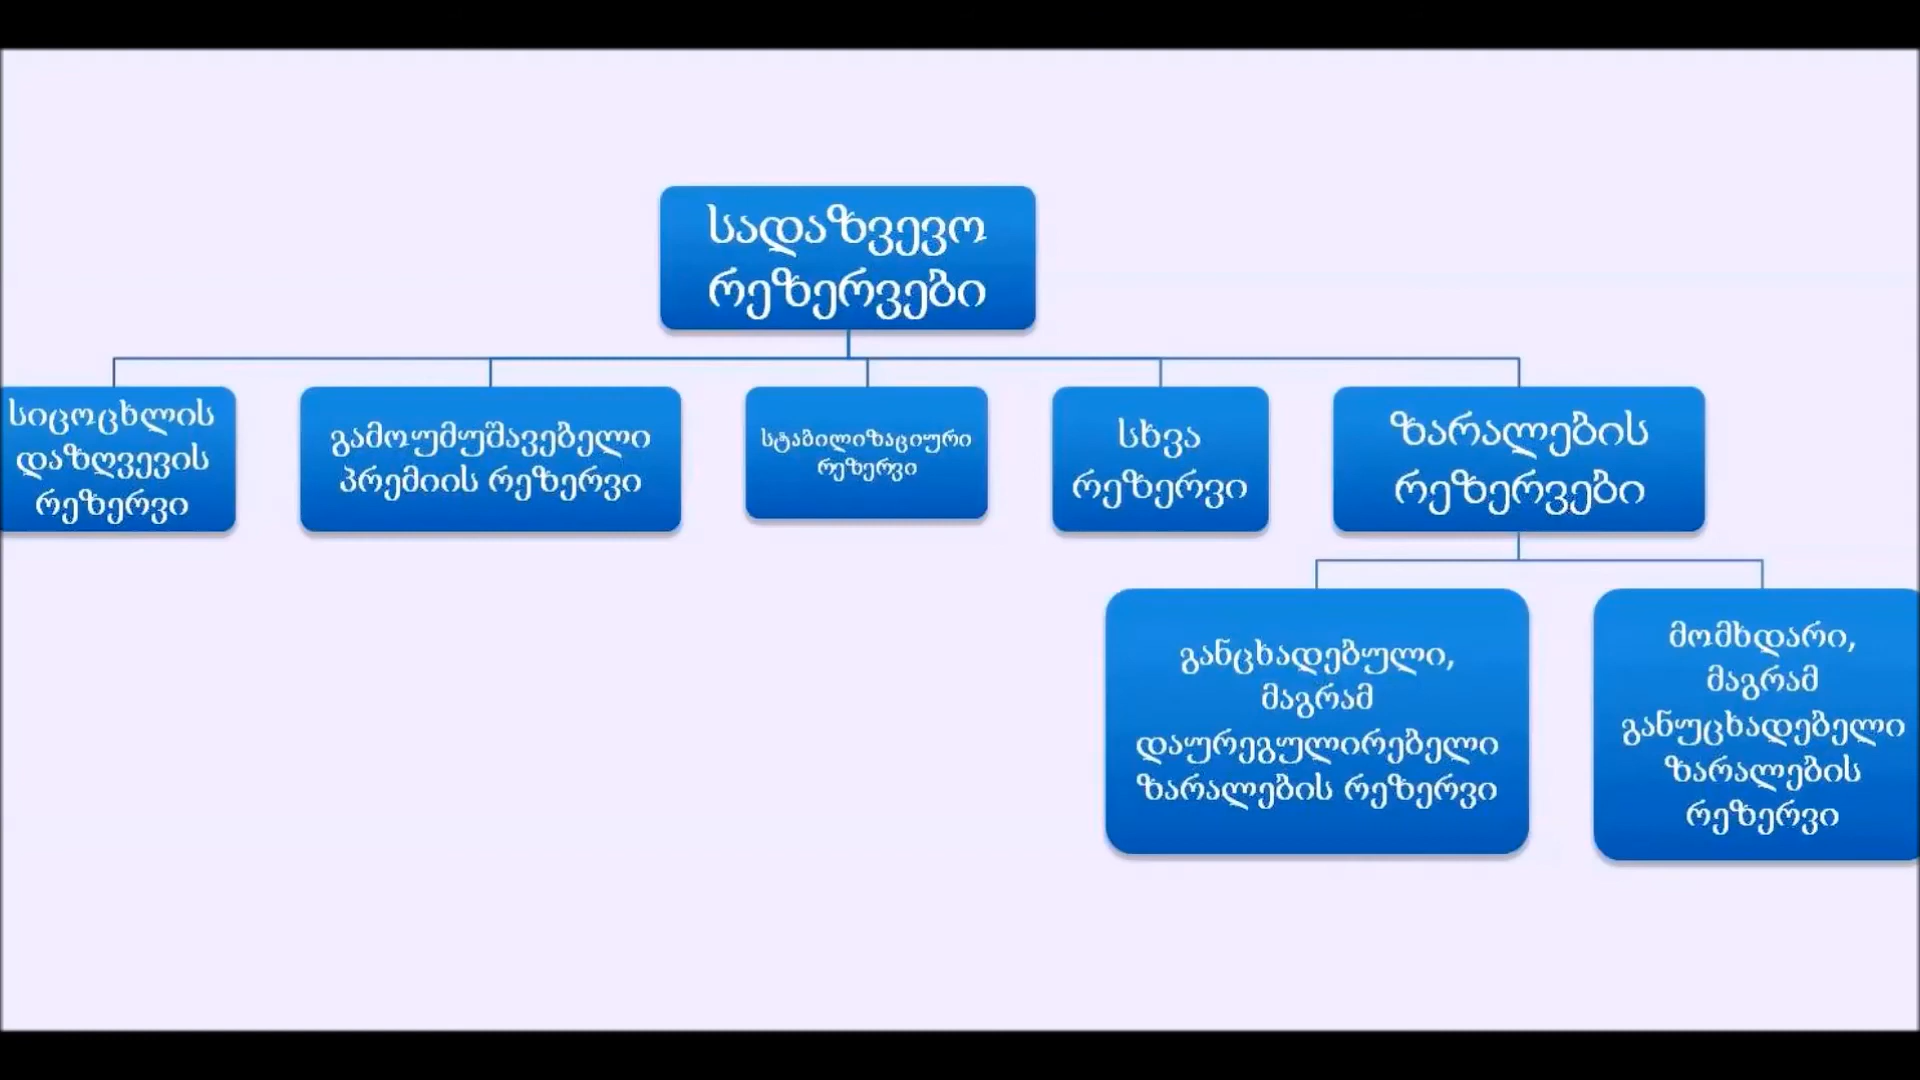 სადაზვევო
რეზერვები
სიცოცხლის
დაზღვევის
რეზერვი
გამოუმუშავებელი
პრემიის რეზერვი
სტაბილიზაციური
რეზერვი
სხვა
რეზერვი
ზარალების
რეზერვები
განცხადებული,
მაგრამ
დაურეგულირებელი
ზარალების რეზერვი
მომხდარი,
მაგრამ
განუცხადებელი
ზარალების
რეზერვი